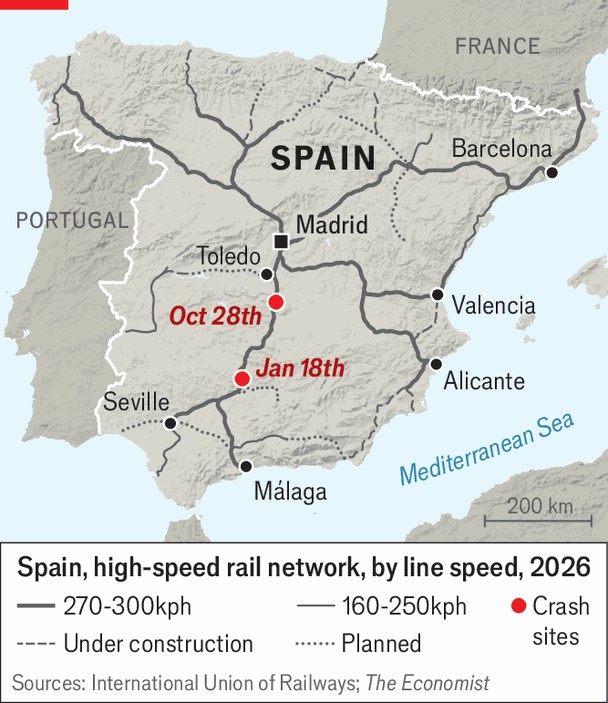 FRANCE
SPAIN
Barcelona
PORTUGAL
Madrid
Toledo
Oct 28th
Valencia
Jan 18th
Alicante
Seville
Mediterranean Sea
Málaga
200 km
Spain, high-speed rail network, by line speed, 2026
270-300kph
160-250kph
Crash sites
Under construction
Planned
Sources: International Union of Railways; The Economist